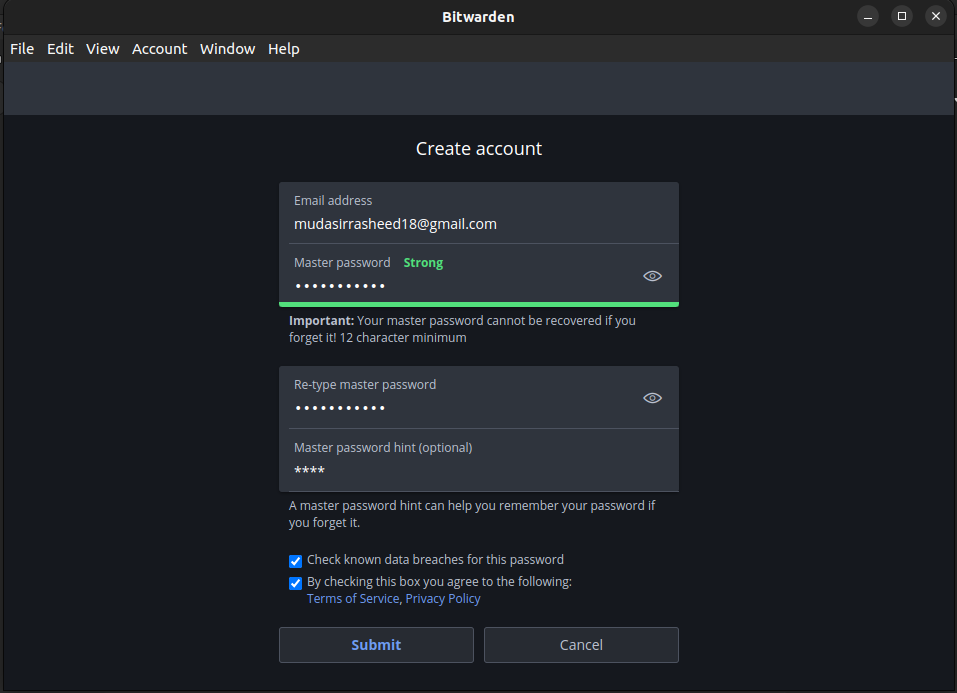 Bitwarden
File Edit View Account Window Help
Create account
Email address
mudasirrasheed18@gmail.com
Master password Strong
•••••••••••
Important: Your master password cannot be recovered if you
forget it! 12 character minimum
Re-type master password
•••••••••••
Master password hint (optional)
****
A master password hint can help you remember your password if
you forget it.
Check known data breaches for this password
By checking this box you agree to the following:
Terms of Service, Privacy Policy
Submit Cancel